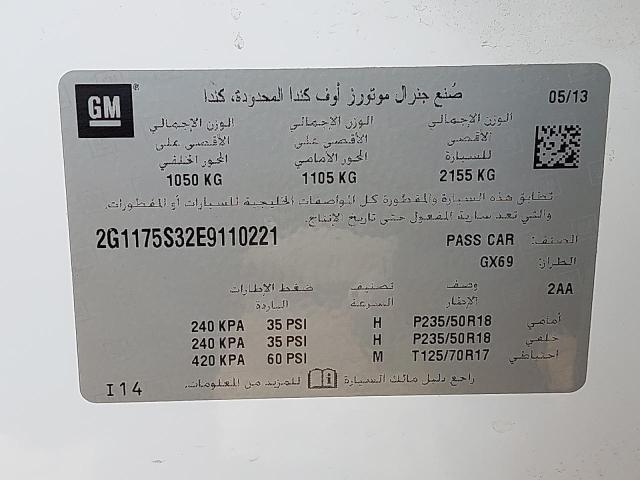 GM
صُنع جنرال موتورز أوف كندا المحدودة، كندا
05/13
الوزن الإجمالي الأقصى للسيارة
2155 KG
الوزن الإجمالي الأقصى على المحور الأمامي
1105 KG
الوزن الإجمالي الأقصى على المحور الخلفي
1050 KG
تطابق هذه السيارة والمقطورة كل المواصفات الخليجية للسيارات أو المقطورات،
والتي تعد سارية المفعول حتى تاريخ الإنتاج.
الصنف: PASS CAR
2G1175S32E9110221
الطراز: GX69
2AA
وصف الإطار
تصنيف السرعة
ضغط الإطارات الباردة
أمامي P235/50R18 H 35 PSI 240 KPA
خلفي P235/50R18 H 35 PSI 240 KPA
احتياطي T125/70R17 M 60 PSI 420 KPA
راجع دليل مالك السيارة للمزيد من المعلومات.
I14